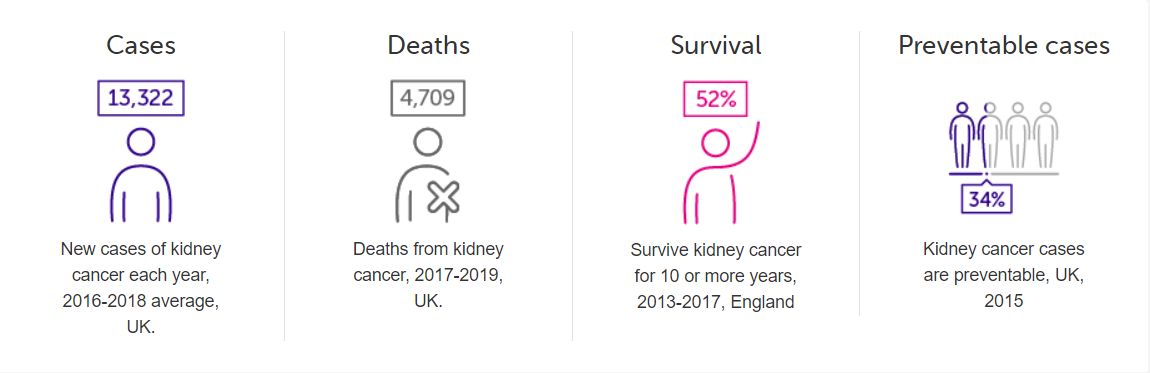 Cases
13,322
New cases of kidney
cancer each year,
2016-2018 average,
UK.
Deaths
4,709
Deaths from kidney
cancer, 2017-2019,
UK.
Survival
52%
Survive kidney cancer
for 10 or more years,
2013-2017, England
Preventable cases
34%
Kidney cancer cases
are preventable, UK,
2015